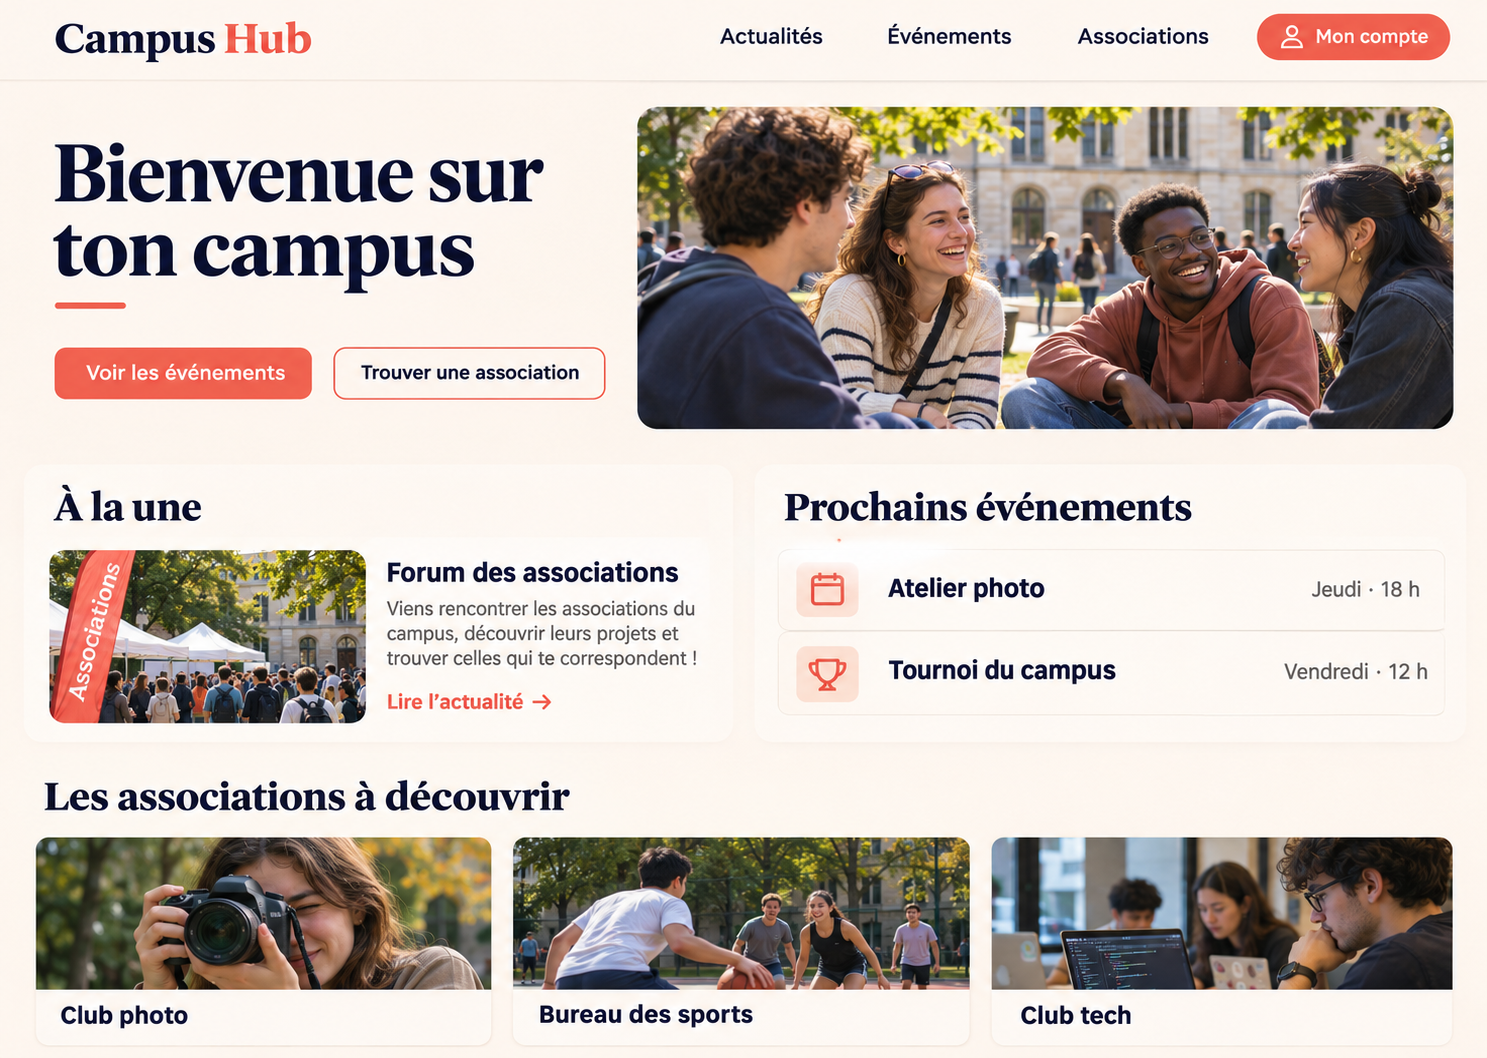 Campus Hub
Actualités
Événements
Associations
Mon compte
Bienvenue sur
ton campus
Voir les événements
Trouver une association
À la une
Associations
Forum des associations
Viens rencontrer les associations du
campus, découvrir leurs projets et
trouver celles qui te correspondent !
Lire l’actualité →
Prochains événements
Atelier photo
Jeudi · 18 h
Tournoi du campus
Vendredi · 12 h
Les associations à découvrir
Club photo
Bureau des sports
Club tech